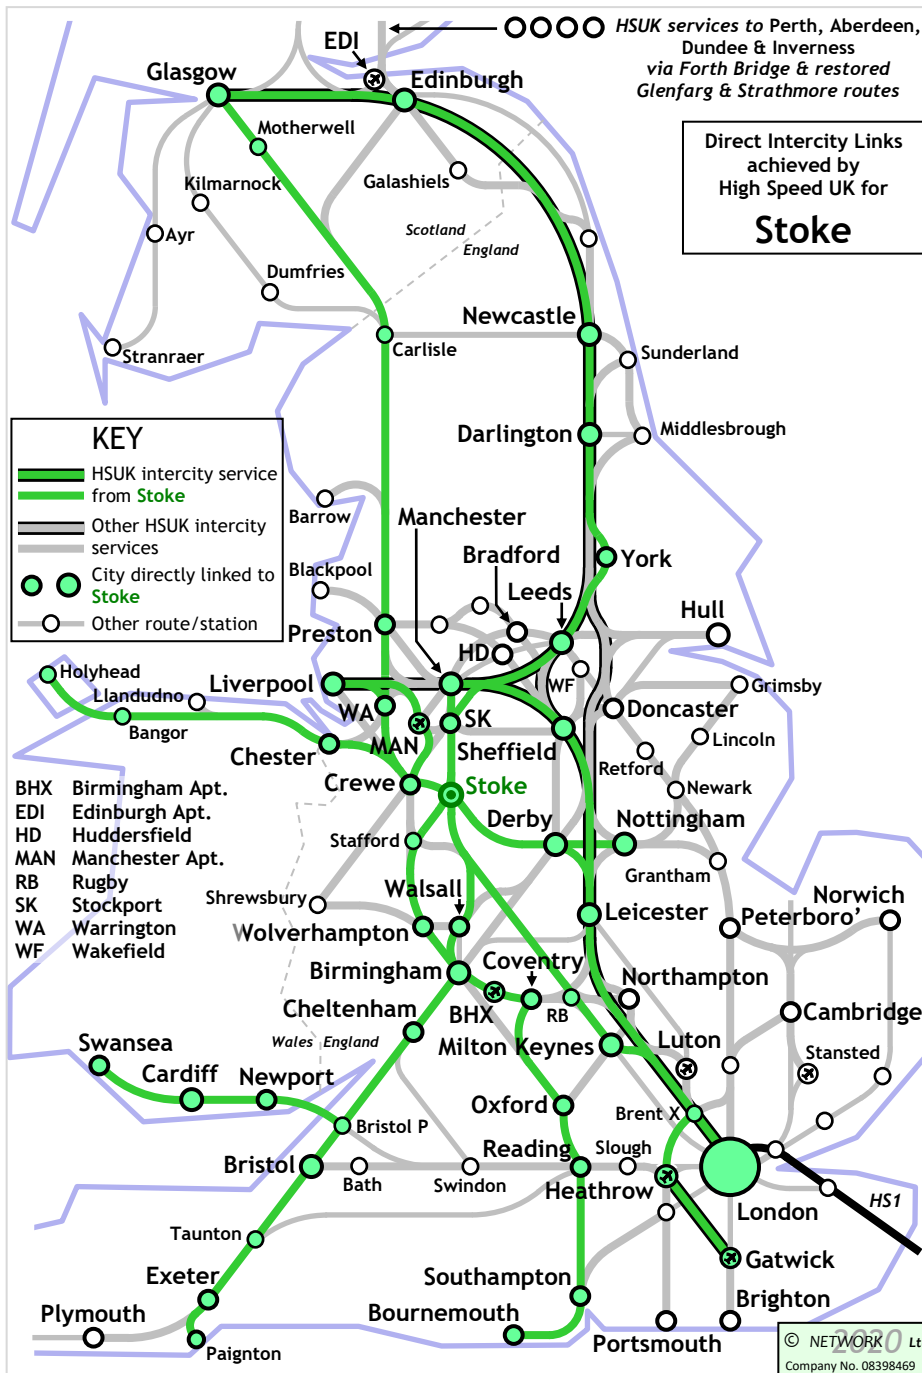 HSUK services to Perth, Aberdeen,
Dundee & Inverness
via Forth Bridge & restored
Glenfarg & Strathmore routes
EDI
Glasgow
Edinburgh
Direct Intercity Links
achieved by
High Speed UK for
Stoke
Motherwell
Kilmarnock
Galashiels
Ayr
Scotland
England
Dumfries
Newcastle
Carlisle
Stranraer
Sunderland
KEY
HSUK intercity service
from Stoke
Other HSUK intercity
services
City directly linked to
Stoke
Other route/station
Darlington
Middlesbrough
Barrow
Manchester
Bradford
York
Blackpool
Leeds
Preston
Hull
HD
Holyhead
Llandudno
Bangor
Liverpool
WF
Grimsby
WA
SK
Doncaster
MAN
Sheffield
Lincoln
Chester
Retford
Crewe
Stoke
Newark
BHX Birmingham Apt.
EDI Edinburgh Apt.
HD Huddersfield
MAN Manchester Apt.
RB Rugby
SK Stockport
WA Warrington
WF Wakefield
Derby
Nottingham
Stafford
Grantham
Shrewsbury
Walsall
Norwich
Leicester
Peterboro’
Wolverhampton
Birmingham
Coventry
Northampton
Cheltenham
BHX
RB
Cambridge
Wales England
Milton Keynes
Luton
Stansted
Swansea
Cardiff
Newport
Oxford
Brent X
Bristol P
Bristol
Bath
Swindon
Reading
Slough
Heathrow
London
HS1
Taunton
Gatwick
Exeter
Southampton
Plymouth
Bournemouth
Brighton
Paignton
Portsmouth
© NETWORK 2020 Lt
Company No. 08398469